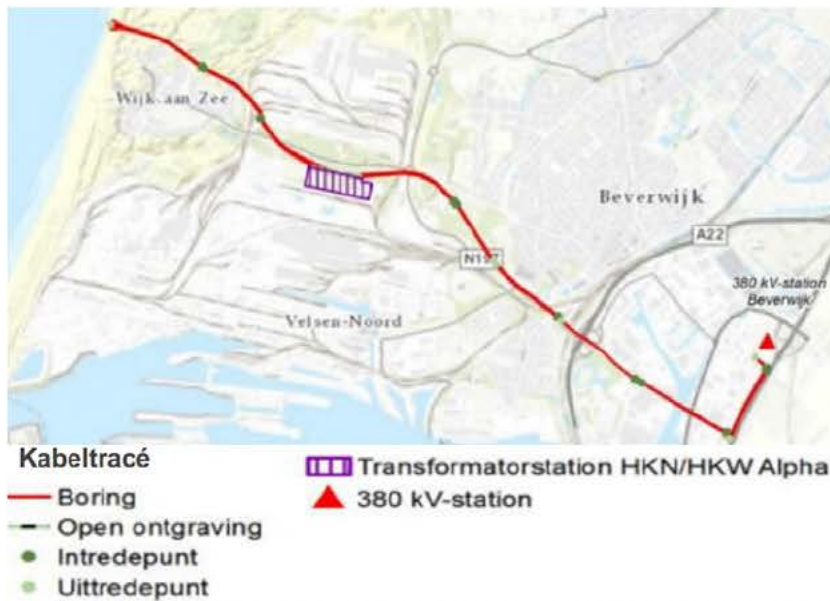 Wijk aan Zee
Beverwijk
A22
N197
380 kV-station
Beverwijk
Velsen-Noord
Kabeltracé
Boring
Open ontgraving
Intredepunt
Uittredepunt
Transformatorstation HKN/HKW Alpha
380 kV-station